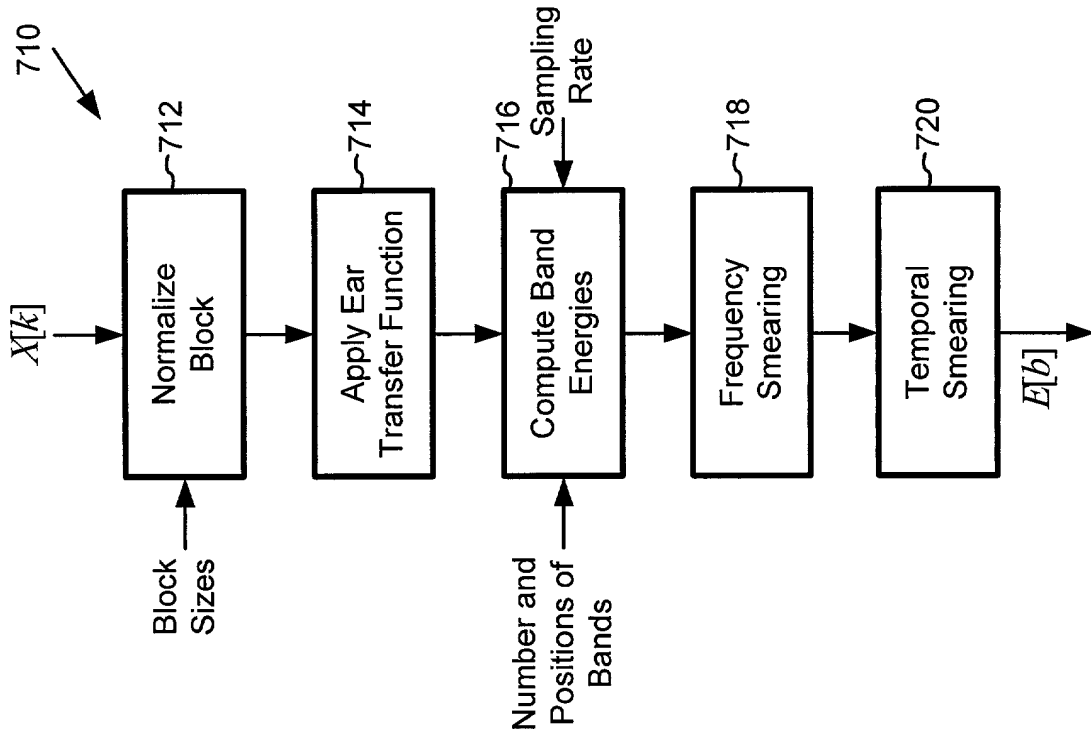 710
X[k]
Normalize
Block
712
Block
Sizes
Apply Ear
Transfer Function
714
Compute Band
Energies
716
Sampling
Rate
Number and
Positions of
Bands
Frequency
Smearing
718
Temporal
Smearing
720
E[b]